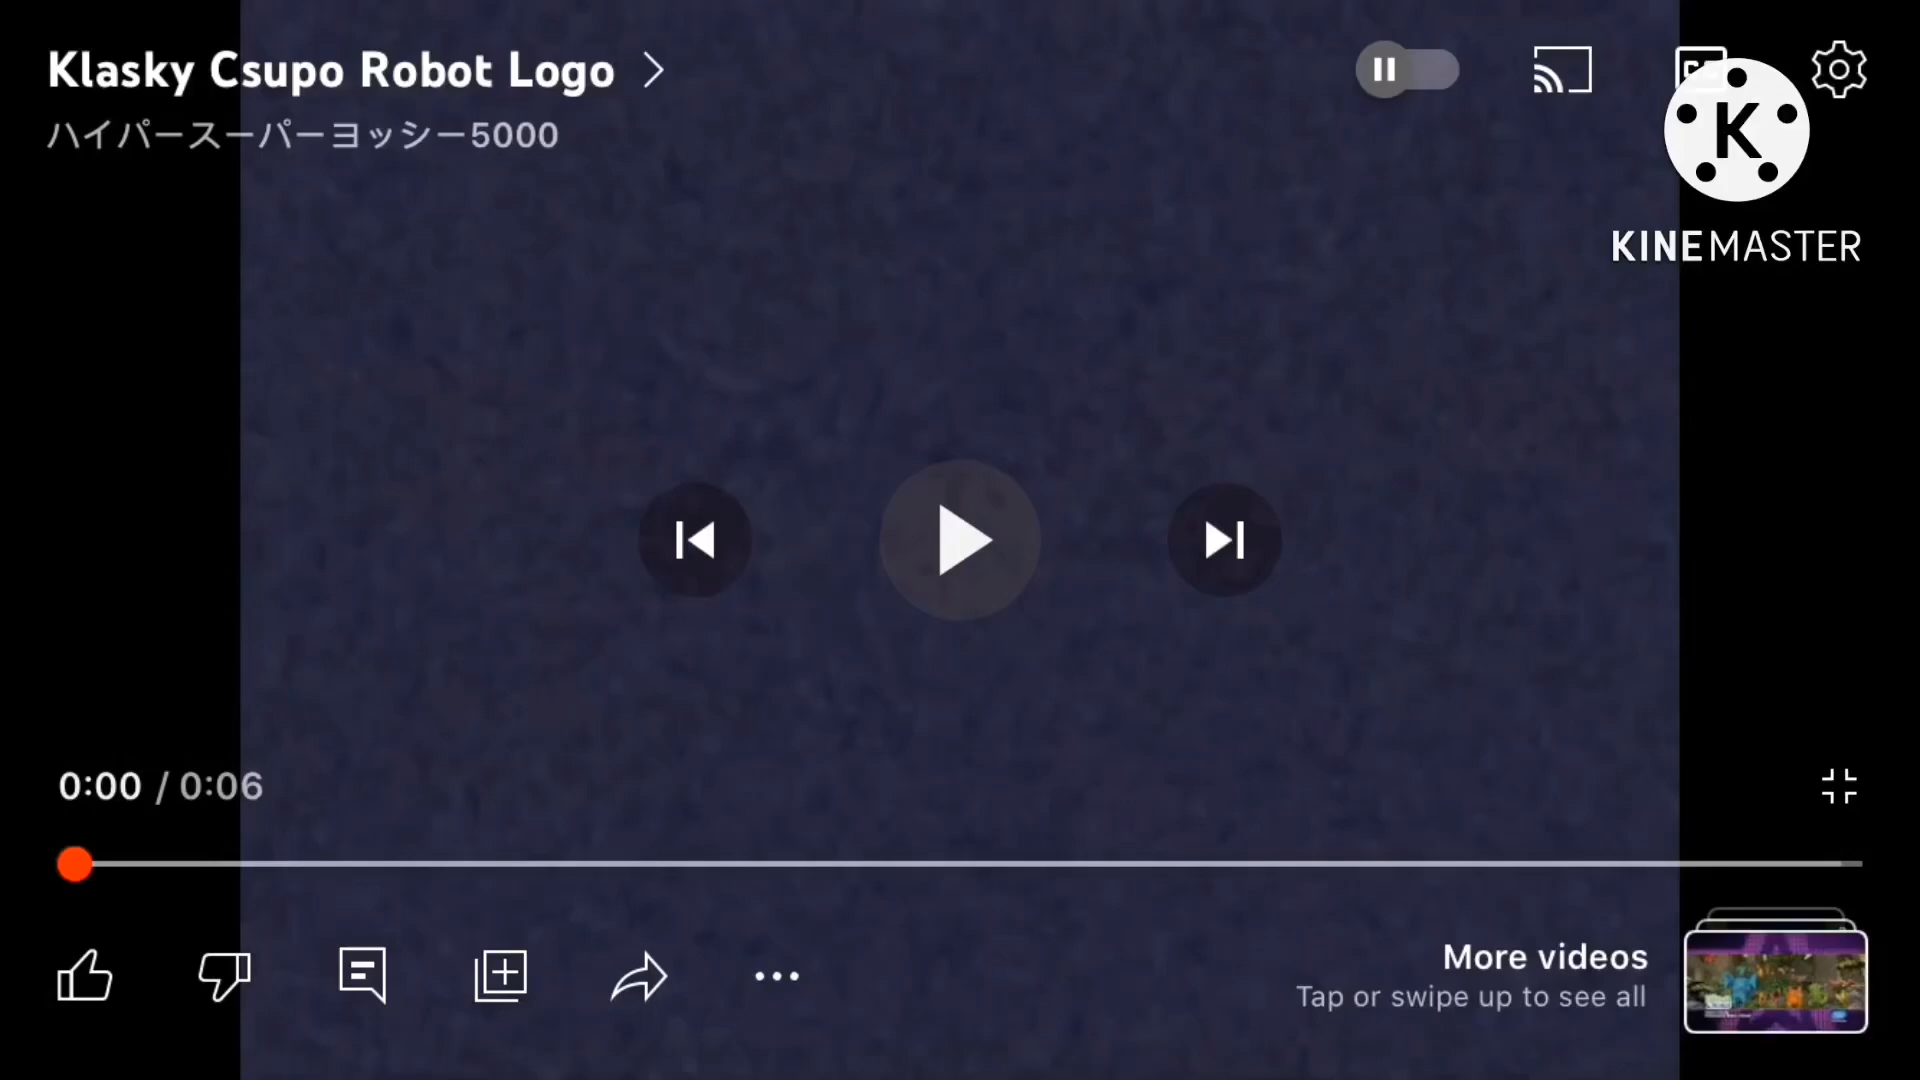 Klasky Csupo Robot Logo
ハイパースーパーヨッシー5000
K
KINEMASTER
0:00 / 0:06
More videos
Tap or swipe up to see all